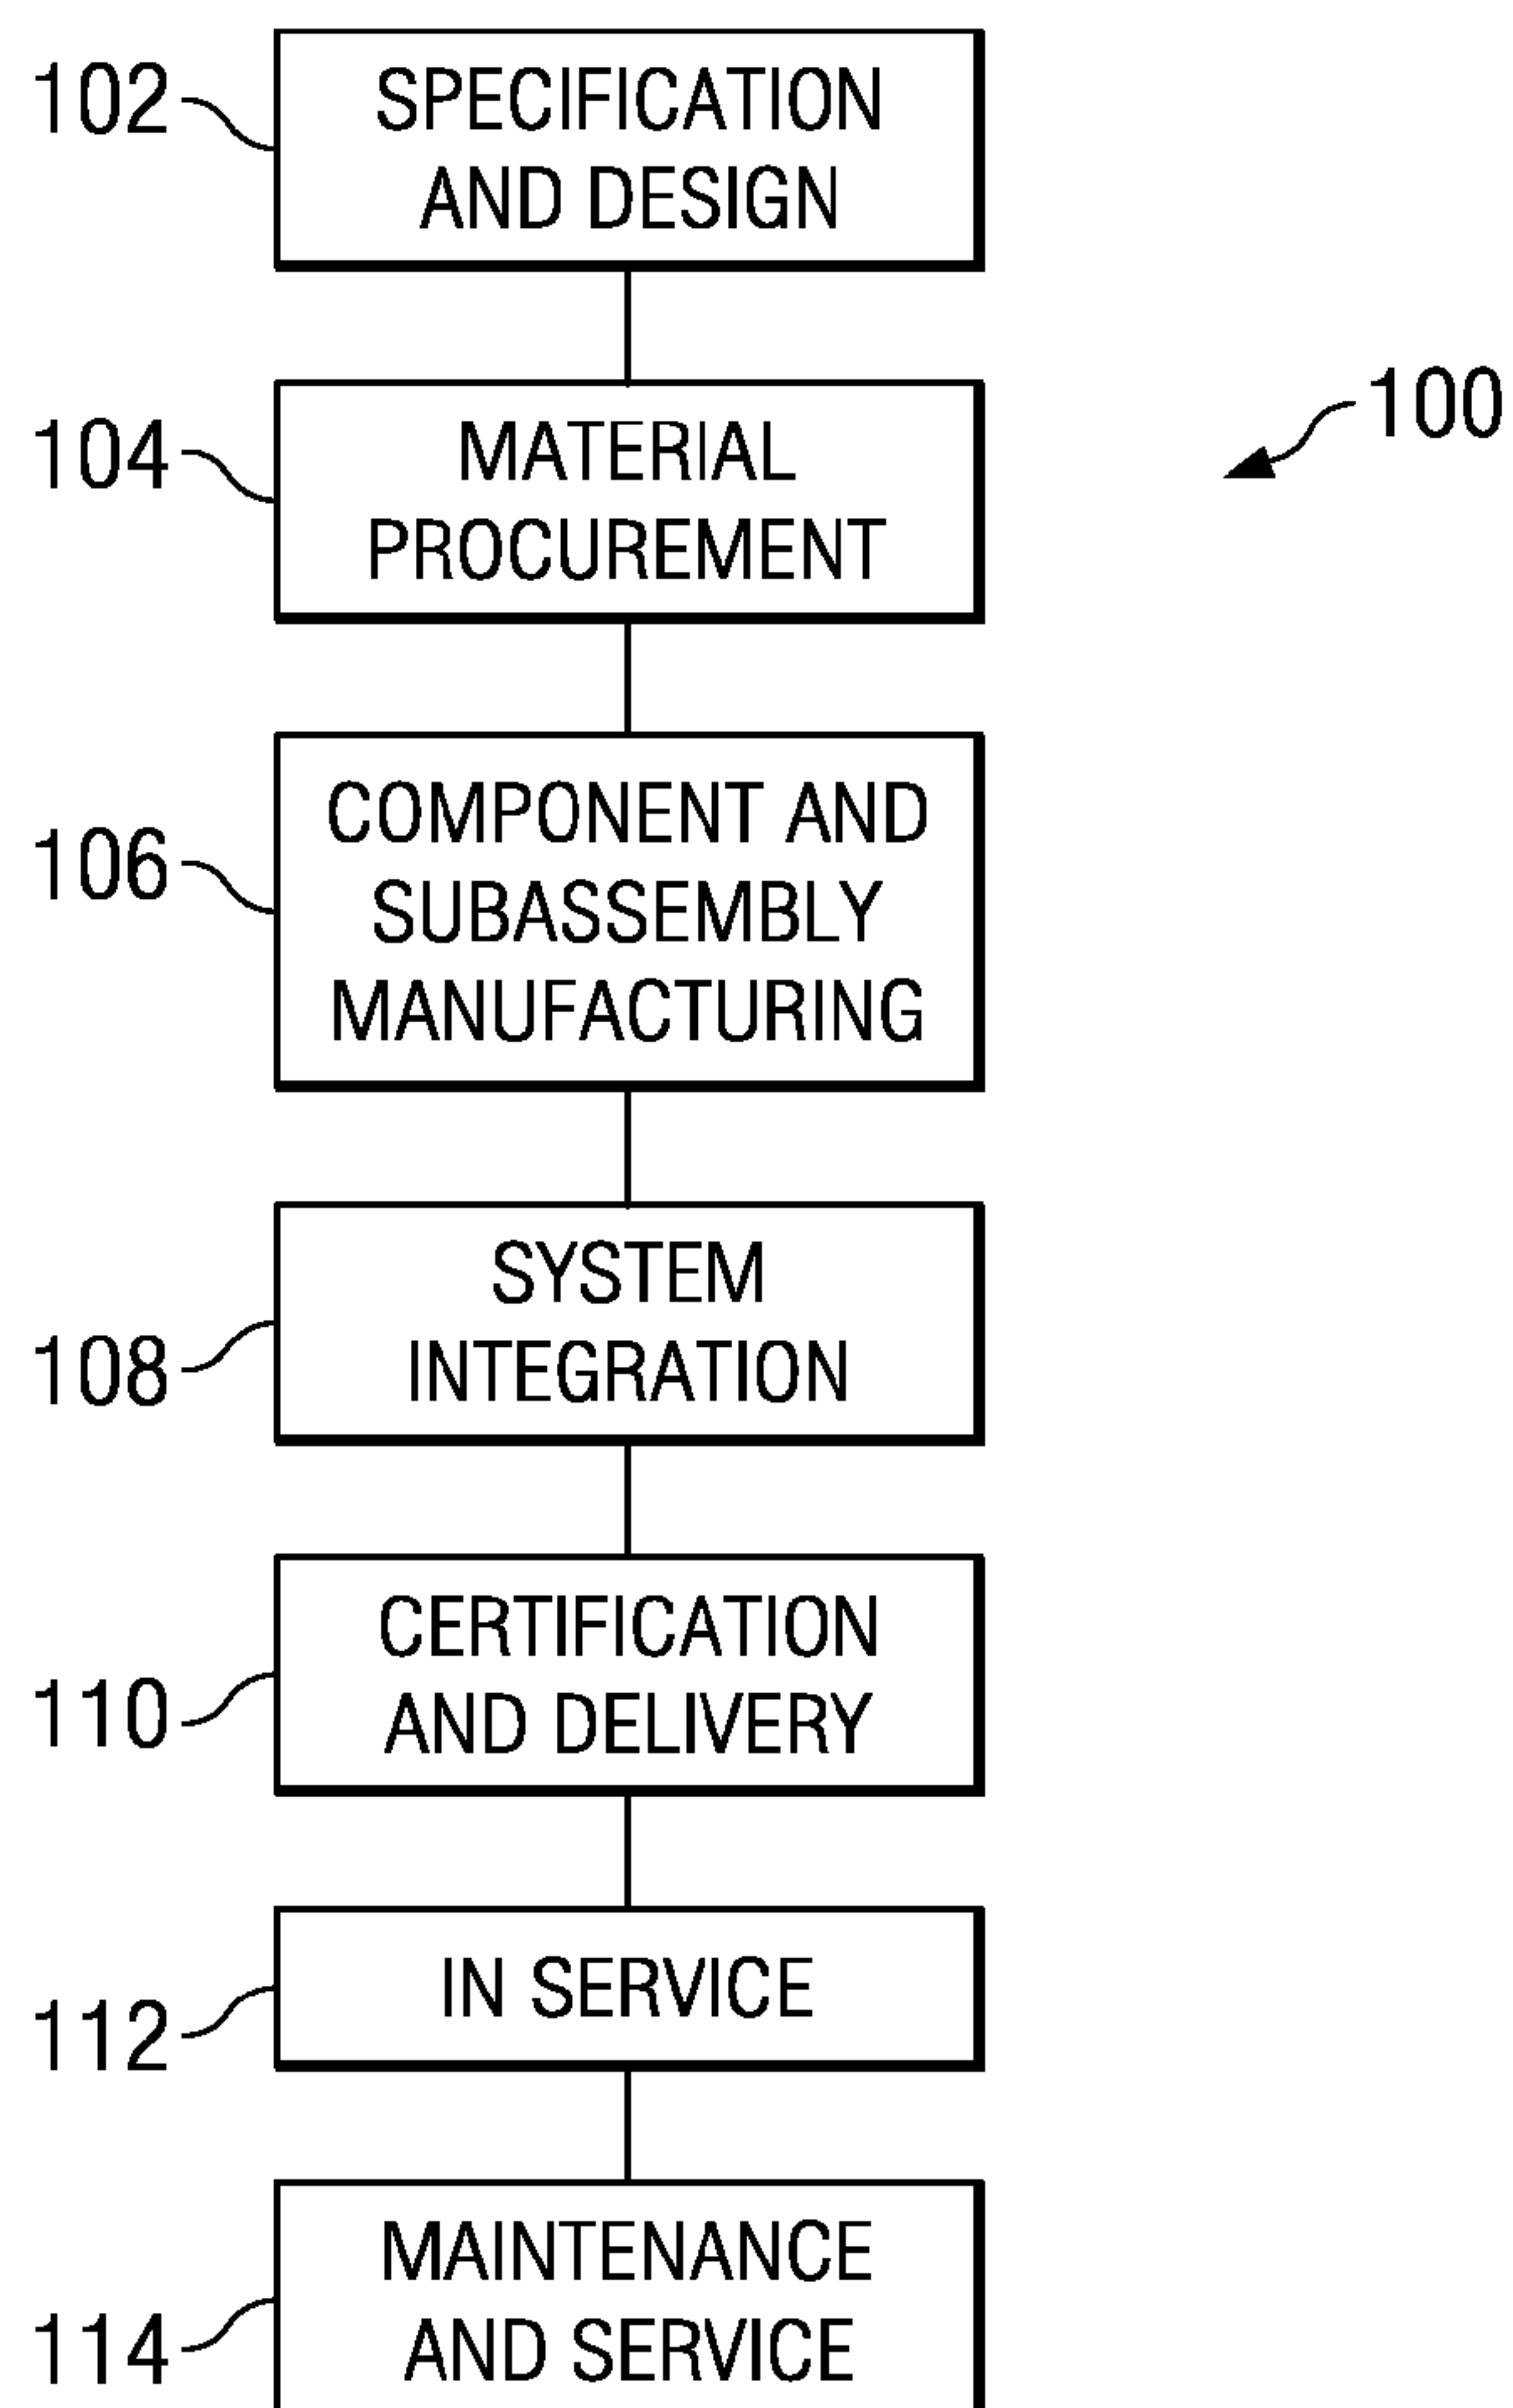 102
SPECIFICATION
AND DESIGN
100
104
MATERIAL
PROCUREMENT
106
COMPONENT AND
SUBASSEMBLY
MANUFACTURING
108
SYSTEM
INTEGRATION
110
CERTIFICATION
AND DELIVERY
112
IN SERVICE
114
MAINTENANCE
AND SERVICE